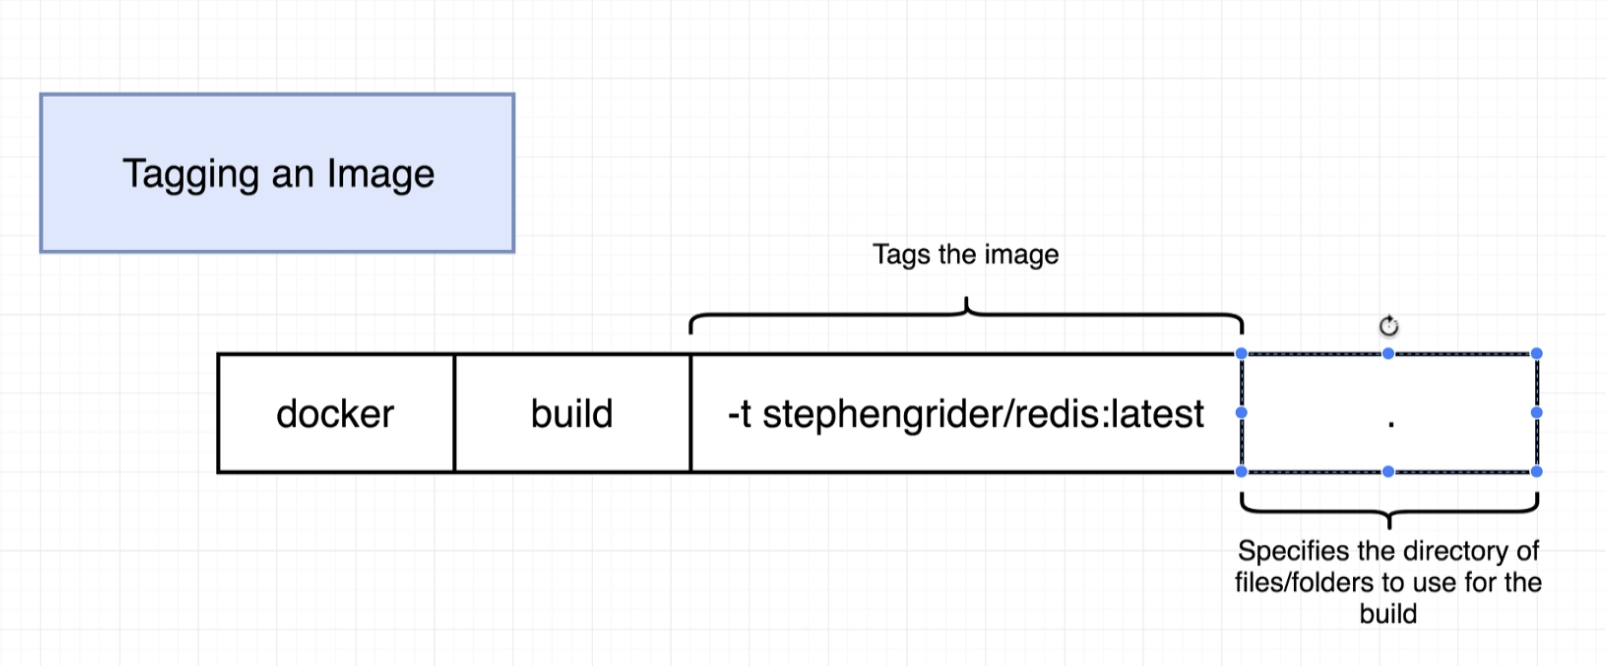 Tagging an Image
Tags the image
docker
build
-t stephengrider/redis:latest
.
Specifies the directory of
files/folders to use for the
build